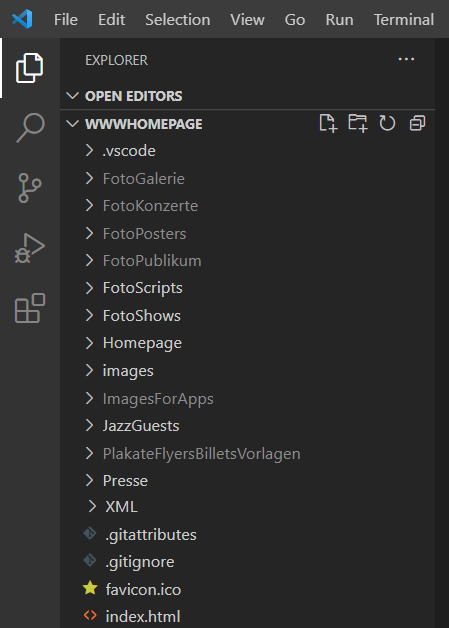 File Edit Selection View Go Run Terminal
EXPLORER
OPEN EDITORS
WWWHOMEPAGE
.vscode
FotoGalerie
FotoKonzerte
FotoPosters
FotoPublikum
FotoScripts
FotoShows
Homepage
images
ImagesForApps
JazzGuests
PlakateFlyersBilletsVorlagen
Presse
XML
.gitattributes
.gitignore
favicon.ico
index.html